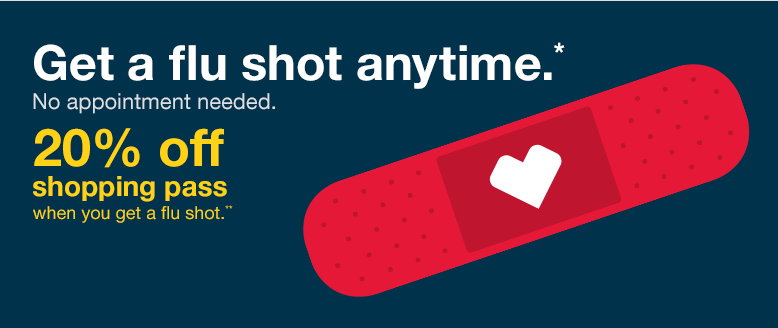 Get a flu shot anytime.*
No appointment needed.
20% off
shopping pass
when you get a flu shot.**